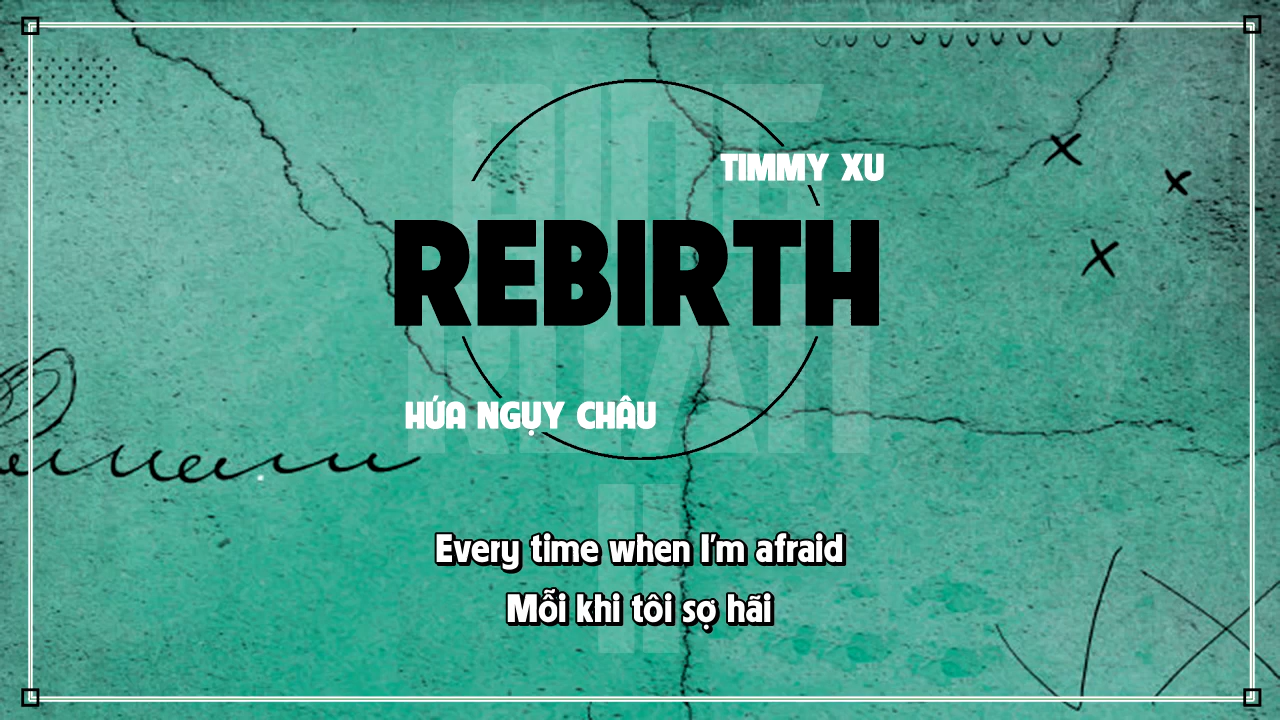 TIMMY XU
REBIRTH
HỨA NGỤY CHÂU
Every time when I'm afraid
Mỗi khi tôi sợ hãi